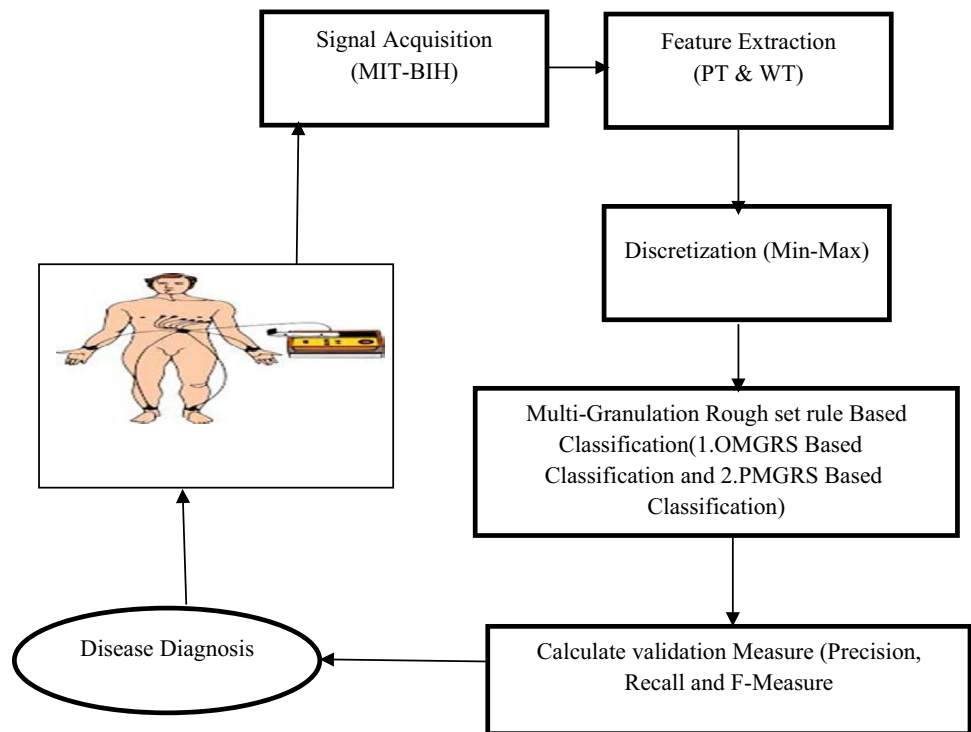 Signal Acquisition
(MIT-BIH)
Feature Extraction
(PT & WT)
Discretization (Min-Max)
Multi-Granulation Rough set rule Based
Classification(1.OMGRS Based
Classification and 2.PMGRS Based
Classification)
Calculate validation Measure (Precision,
Recall and F-Measure
Disease Diagnosis